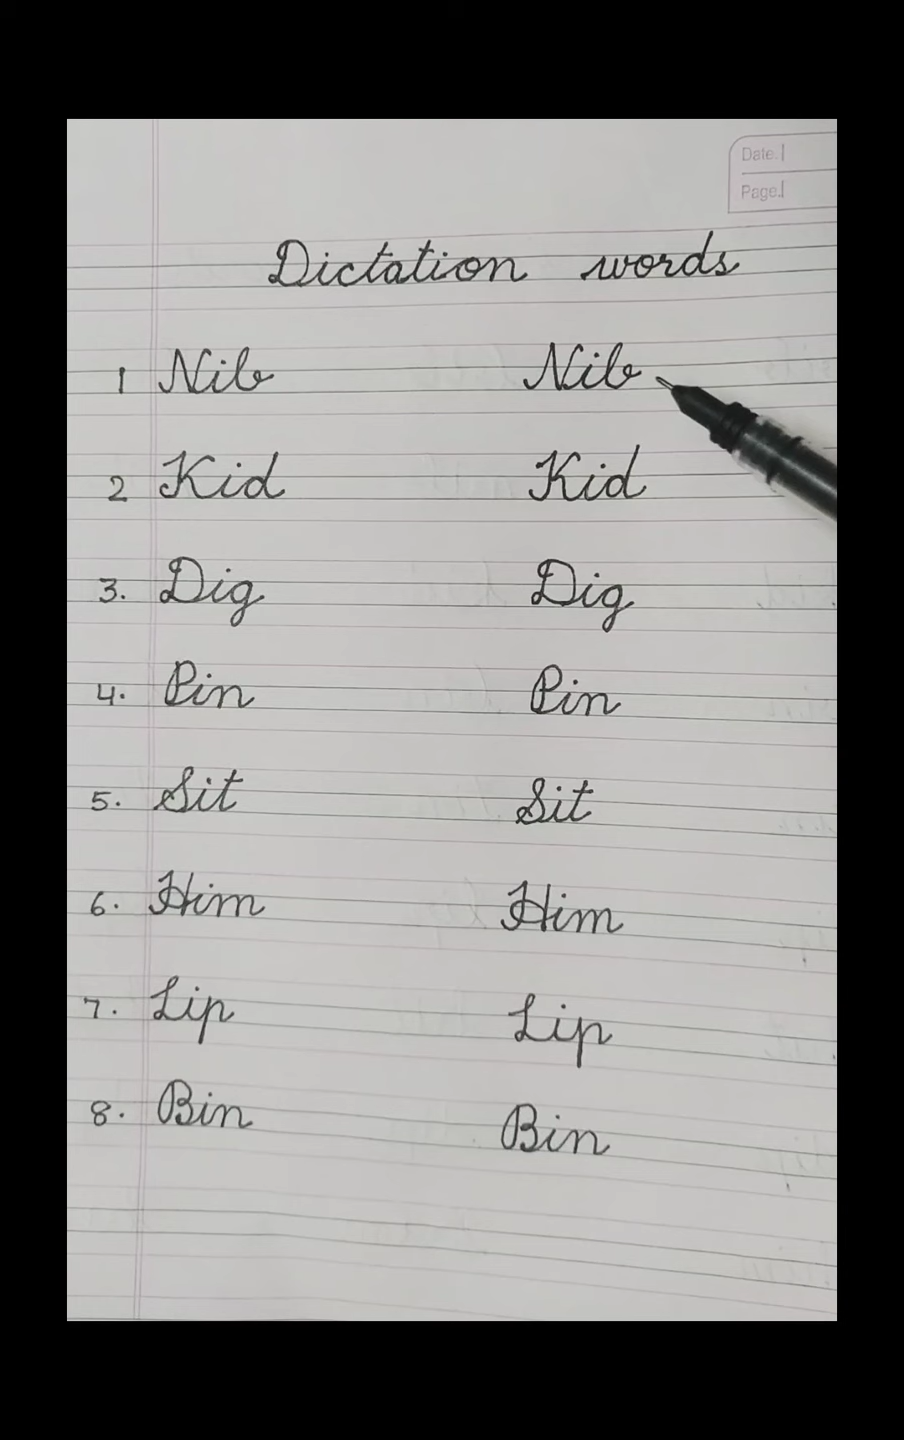 Date.
Page.
Dictation words
1 Nib Nib
2 Kid Kid
3. Dig Dig
4. Pin Pin
5. Sit Sit
6. Him Him
7. Lip Lip
8. Bin Bin